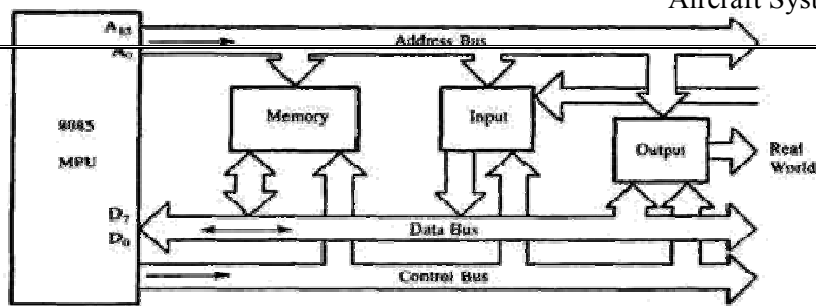 Aircraft Syst
A15
Address Bus
A0
8085
MPU
Memory
Input
Output
Real
World
D7
D0
Data Bus
Control Bus